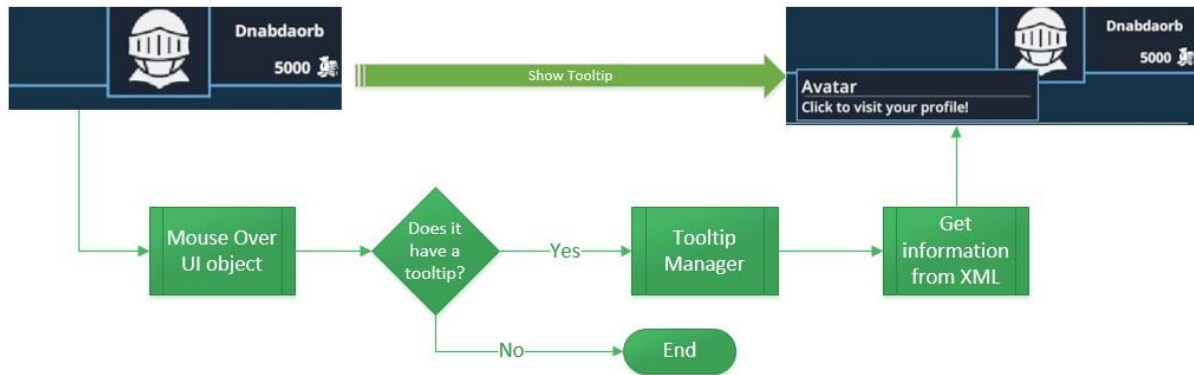 Dnabdaorb
5000
Show Tooltip
Dnabdaorb
5000
Avatar
Click to visit your profile!
Mouse Over
UI object
Does it
have a
tooltip?
Yes
Tooltip
Manager
Get
information
from XML
No
End